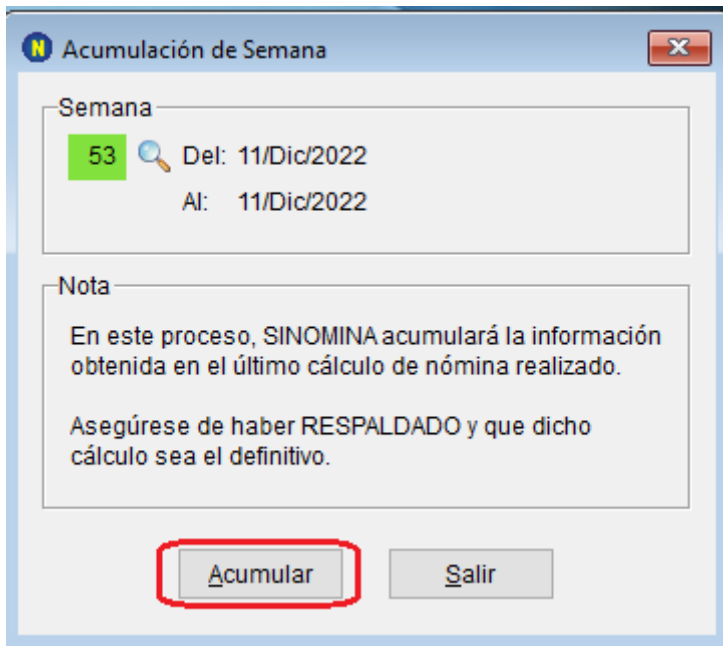 N Acumulación de Semana
Semana
53 Del: 11/Dic/2022
Al: 11/Dic/2022
Nota
En este proceso, SINOMINA acumulará la información
obtenida en el último cálculo de nómina realizado.
Asegúrese de haber RESPALDADO y que dicho
cálculo sea el definitivo.
Acumular Salir